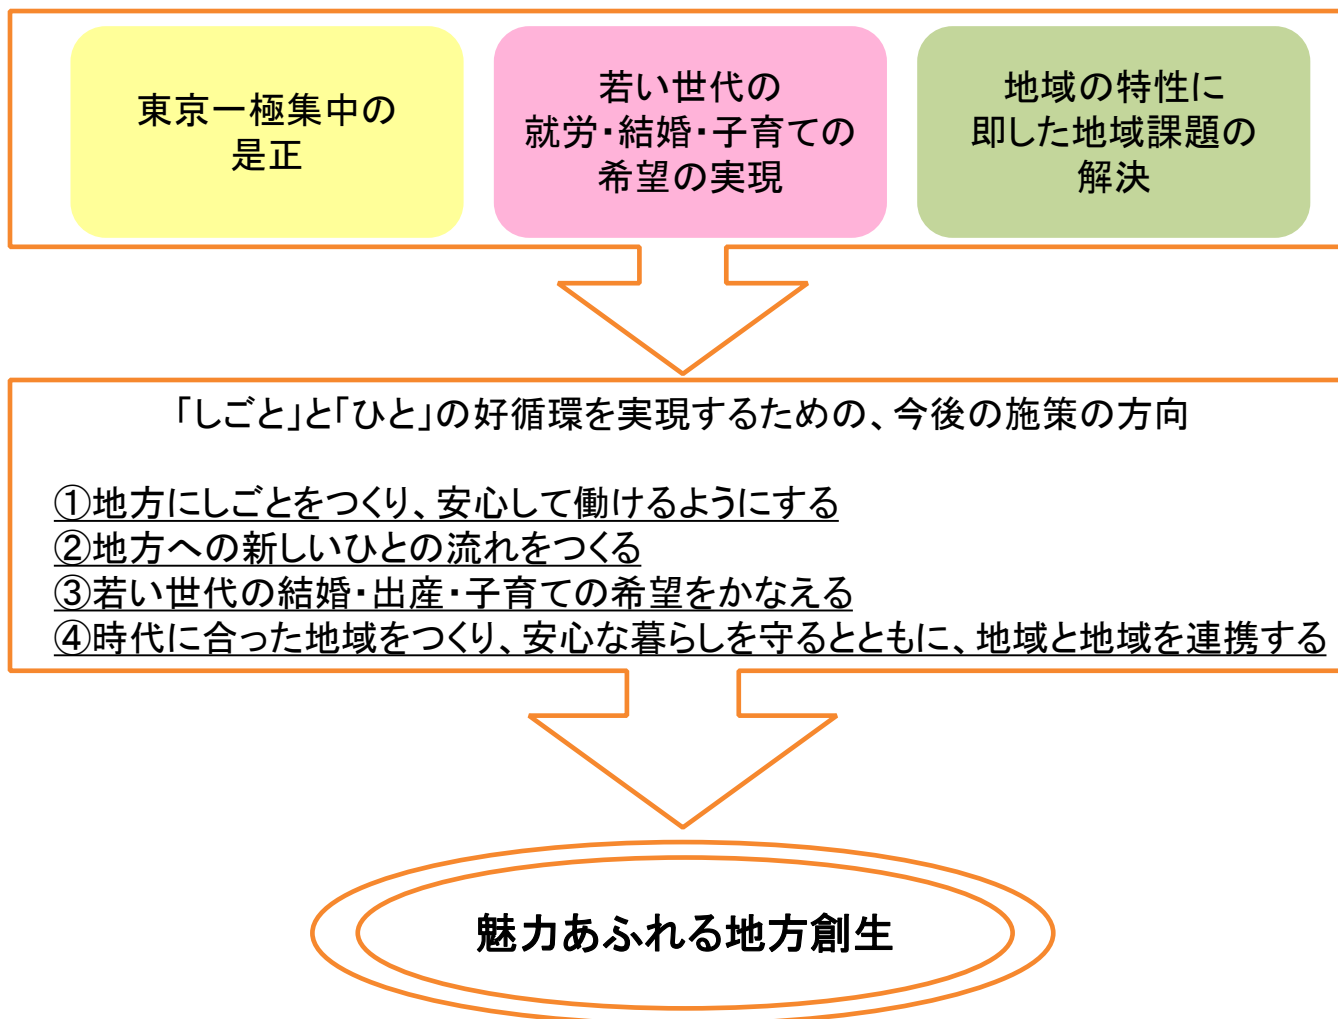 東京一極集中の
是正
若い世代の
就労・結婚・子育ての
希望の実現
地域の特性に
即した地域課題の
解決
「しごと」と「ひと」の好循環を実現するための、今後の施策の方向
①地方にしごとをつくり、安心して働けるようにする
②地方への新しいひとの流れをつくる
③若い世代の結婚・出産・子育ての希望をかなえる
④時代に合った地域をつくり、安心な暮らしを守るとともに、地域と地域を連携する
魅力あふれる地方創生